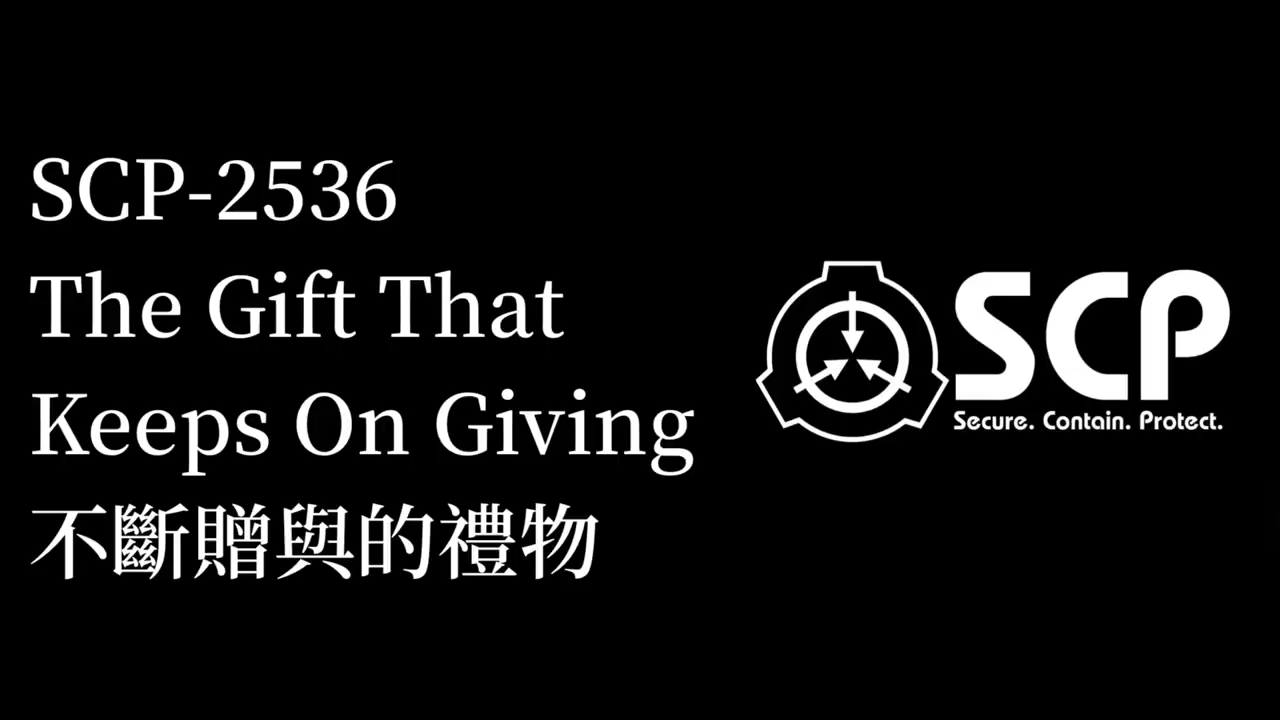 SCP-2536
The Gift That
Keeps On Giving
不斷贈與的禮物
SCP
Secure. Contain. Protect.